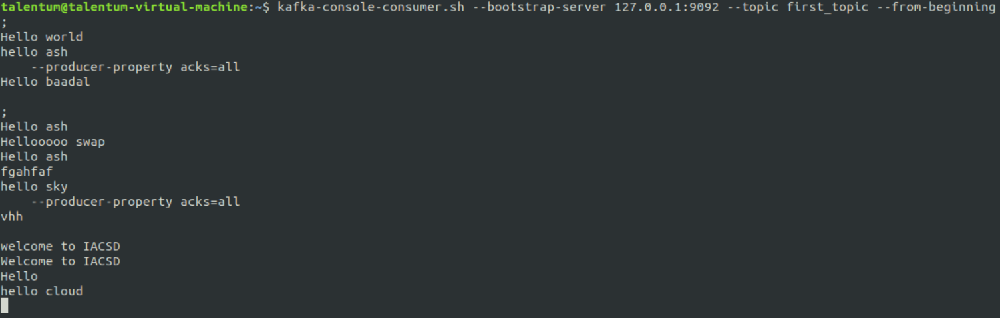 talentum@talentum-virtual-machine:~$ kafka-console-consumer.sh --bootstrap-server 127.0.0.1:9092 --topic first_topic --from-beginning
;
Hello world
hello ash
    --producer-property acks=all
Hello baadal

;
Hello ash
Hellooooo swap
Hello ash
fgahfaf
hello sky
    --producer-property acks=all
vhh

welcome to IACSD
Welcome to IACSD
Hello
hello cloud